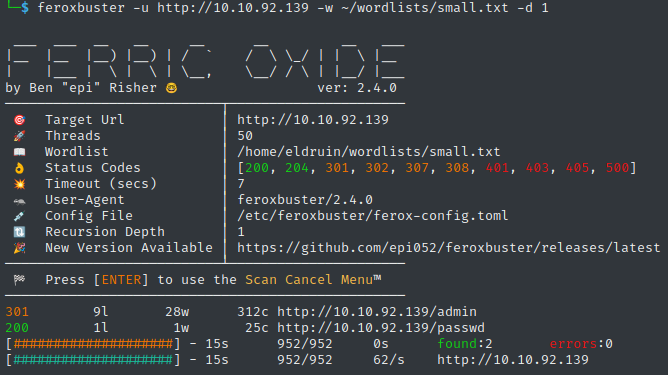 └─$ feroxbuster -u http://10.10.92.139 -w ~/wordlists/small.txt -d 1
FERRIC OXIDE
by Ben "epi" Risher 🤓 ver: 2.4.0
🎯 Target Url │ http://10.10.92.139
🚀 Threads │ 50
📖 Wordlist │ /home/eldruin/wordlists/small.txt
👌 Status Codes │ [200, 204, 301, 302, 307, 308, 401, 403, 405, 500]
💥 Timeout (secs) │ 7
🦡 User-Agent │ feroxbuster/2.4.0
💉 Config File │ /etc/feroxbuster/ferox-config.toml
🔃 Recursion Depth │ 1
🎉 New Version Available │ https://github.com/epi052/feroxbuster/releases/latest
🏁 Press [ENTER] to use the Scan Cancel Menu™
301 9l 28w 312c http://10.10.92.139/admin
200 1l 1w 25c http://10.10.92.139/passwd
[####################] - 15s 952/952 0s found:2 errors:0
[####################] - 15s 952/952 62/s http://10.10.92.139